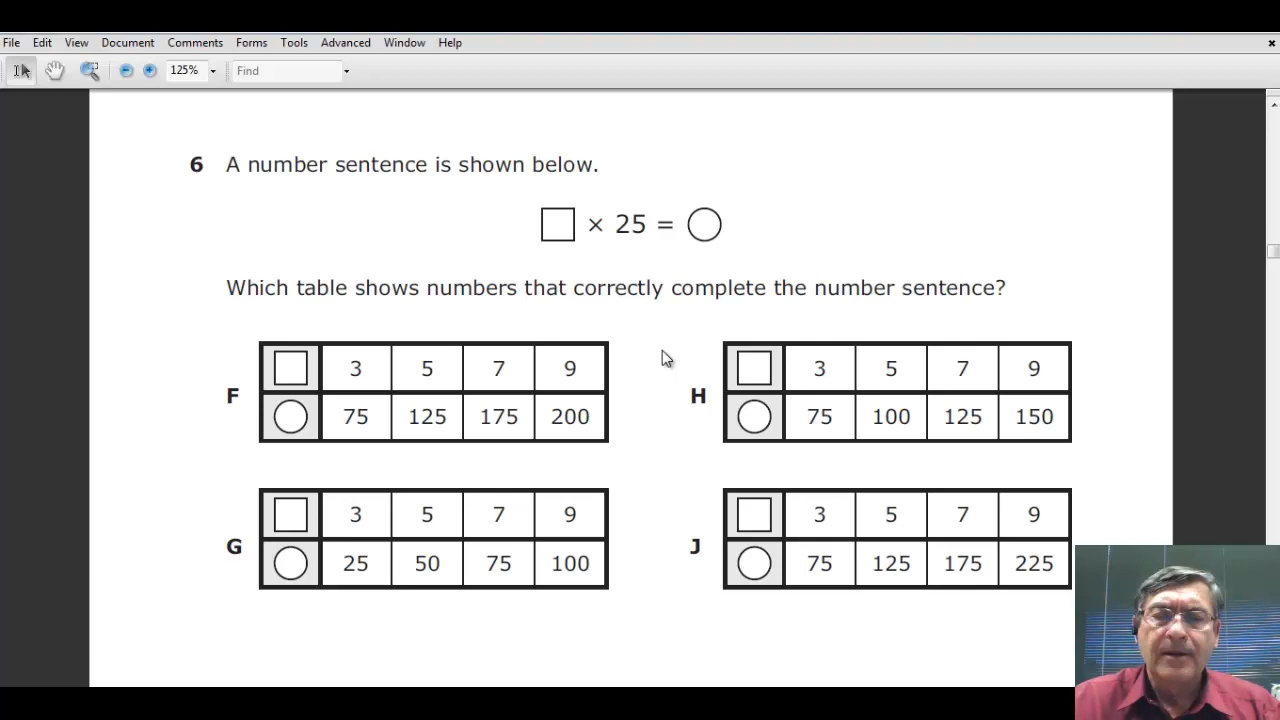 File Edit View Document Comments Forms Tools Advanced Window Help
125% Find
6 A number sentence is shown below.
× 25 =
Which table shows numbers that correctly complete the number sentence?
F
3 5 7 9
75 125 175 200
H
3 5 7 9
75 100 125 150
G
3 5 7 9
25 50 75 100
J
3 5 7 9
75 125 175 225